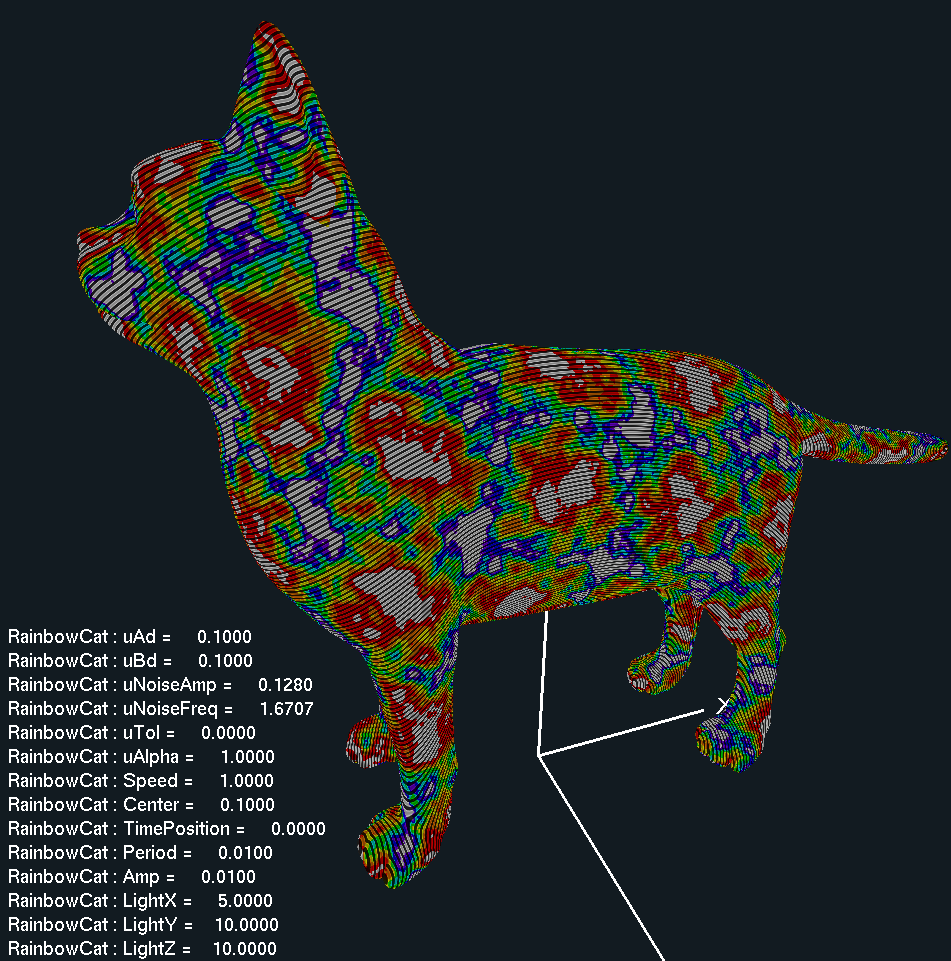 X
RainbowCat : uAd = 0.1000
RainbowCat : uBd = 0.1000
RainbowCat : uNoiseAmp = 0.1280
RainbowCat : uNoiseFreq = 1.6707
RainbowCat : uTol = 0.0000
RainbowCat : uAlpha = 1.0000
RainbowCat : Speed = 1.0000
RainbowCat : Center = 0.1000
RainbowCat : TimePosition = 0.0000
RainbowCat : Period = 0.0100
RainbowCat : Amp = 0.0100
RainbowCat : LightX = 5.0000
RainbowCat : LightY = 10.0000
RainbowCat : LightZ = 10.0000